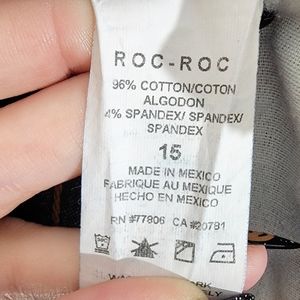 ROC-ROC
96% COTTON/COTON
ALGODON
4% SPANDEX/ SPANDEX/
SPANDEX
15
MADE IN MEXICO
FABRIQUE AU MEXIQUE
HECHO EN MEXICO
RN #77806 CA #20781